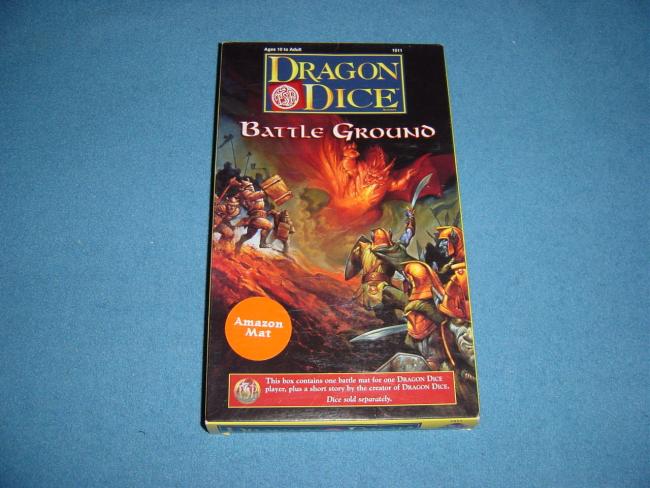 Ages 10 to Adult 1511
DRAGON
DICE
BATTLE GROUND
Amazon
Mat
This box contains one battle mat for one DRAGON DICE
player, plus a short story by the creator of DRAGON DICE.
Dice sold separately.